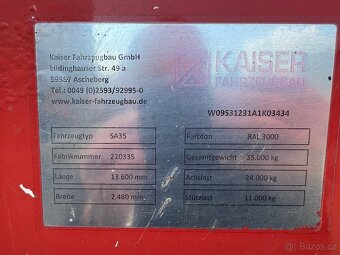 Kaiser Fahrzeugbau GmbH
Lüdinghauser Str. 49 a
59387 Ascheberg
Tel.: 0049 (0)2593/92995-0
www.kaiser-fahrzeugbau.de
KAISER
FAHRZEUGBAU
W09S31231A1K03434
Fahrzeugtyp SA35
Fabriknummer 210335
Länge 13.600 mm
Breite 2.480 mm
Farbton RAL 3000
Gesamtgewicht 35.000 kg
Achslast 24.000 kg
Stützlast 11.000 kg